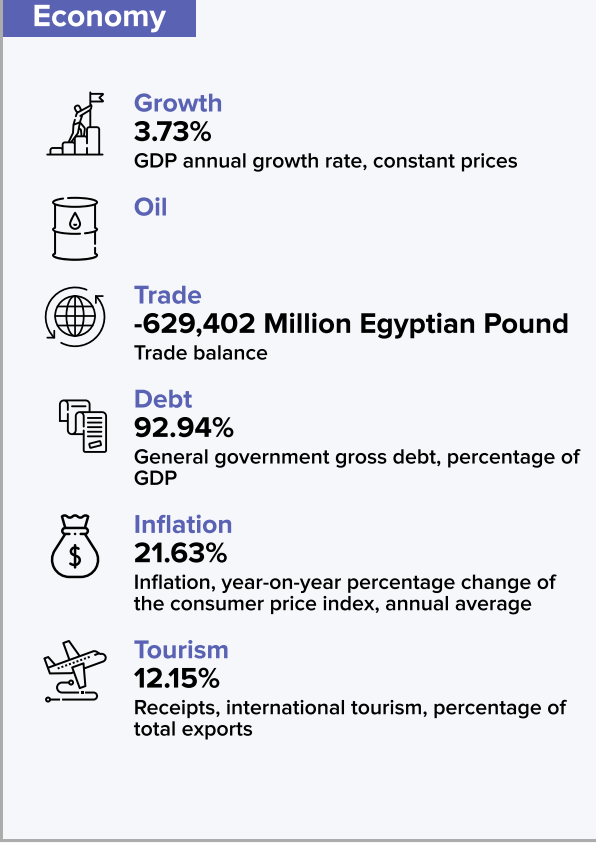 Economy
Growth
3.73%
GDP annual growth rate, constant prices
Oil
Trade
-629,402 Million Egyptian Pound
Trade balance
Debt
92.94%
General government gross debt, percentage of
GDP
$
Inflation
21.63%
Inflation, year-on-year percentage change of
the consumer price index, annual average
Tourism
12.15%
Receipts, international tourism, percentage of
total exports